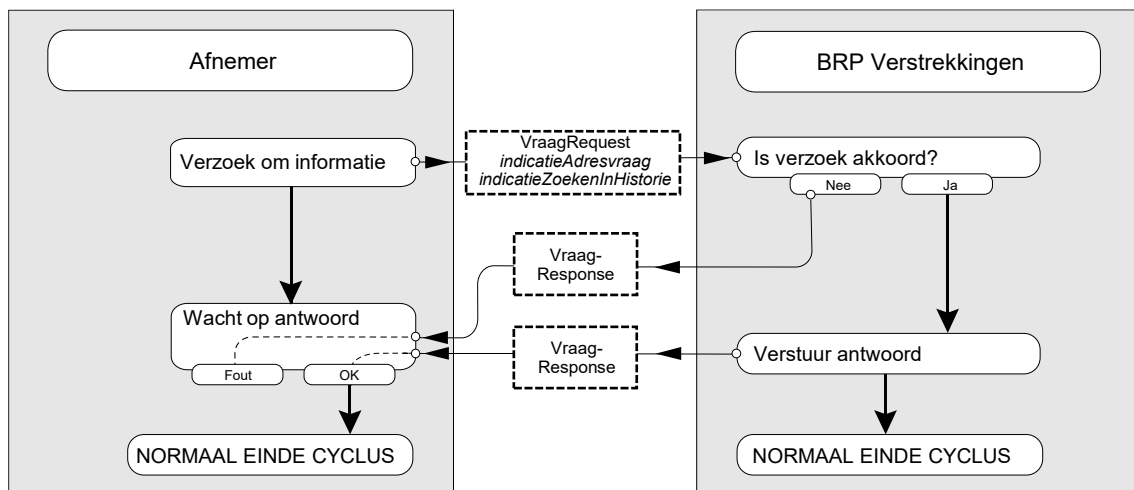 Afnemer
BRP Verstrekkingen
Verzoek om informatie
VraagRequest
indicatieAdresvraag
indicatieZoekenInHistorie
Is verzoek akkoord?
Nee
Ja
Vraag-
Response
Wacht op antwoord
Fout
OK
Vraag-
Response
Verstuur antwoord
NORMAAL EINDE CYCLUS
NORMAAL EINDE CYCLUS